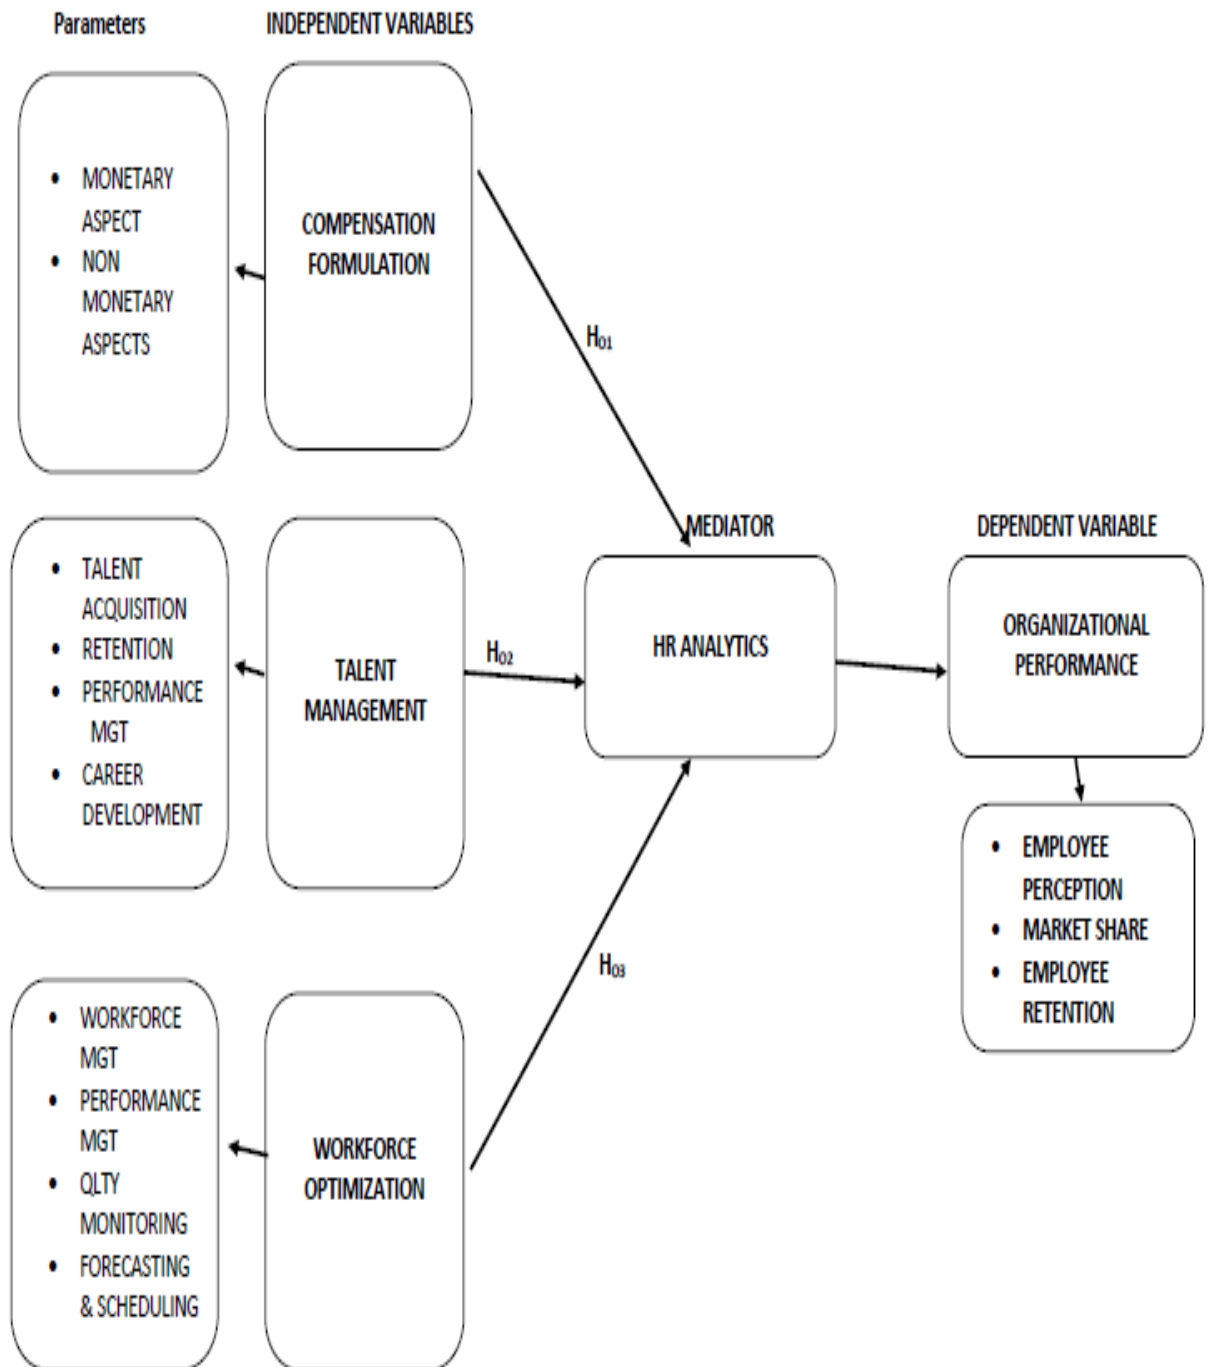 Parameters
INDEPENDENT VARIABLES
• MONETARY
ASPECT
• NON
MONETARY
ASPECTS
COMPENSATION
FORMULATION
H₀₁
• TALENT
ACQUISITION
• RETENTION
• PERFORMANCE
MGT
• CAREER
DEVELOPMENT
TALENT
MANAGEMENT
H₀₂
MEDIATOR
HR ANALYTICS
DEPENDENT VARIABLE
ORGANIZATIONAL
PERFORMANCE
• EMPLOYEE
PERCEPTION
• MARKET SHARE
• EMPLOYEE
RETENTION
• WORKFORCE
MGT
• PERFORMANCE
MGT
• QLTY
MONITORING
• FORECASTING
& SCHEDULING
WORKFORCE
OPTIMIZATION
H₀₃